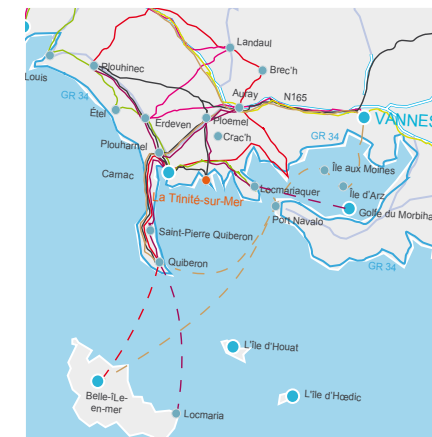 Landaul
Plouhinec
Brec'h
Louis
GR 34
Auray
N165
Étel
Erdeven
Ploemel
VANNES
Crac'h
GR 34
Plouharnel
Île aux Moines
Carnac
Locmariaquer
Île d'Arz
La Trinité-sur-Mer
Golfe du Morbiha
Port Navalo
Saint-Pierre Quiberon
Quiberon
GR 34
L'île d'Houat
Belle-Île-
en-mer
L'île d'Hœdic
Locmaria